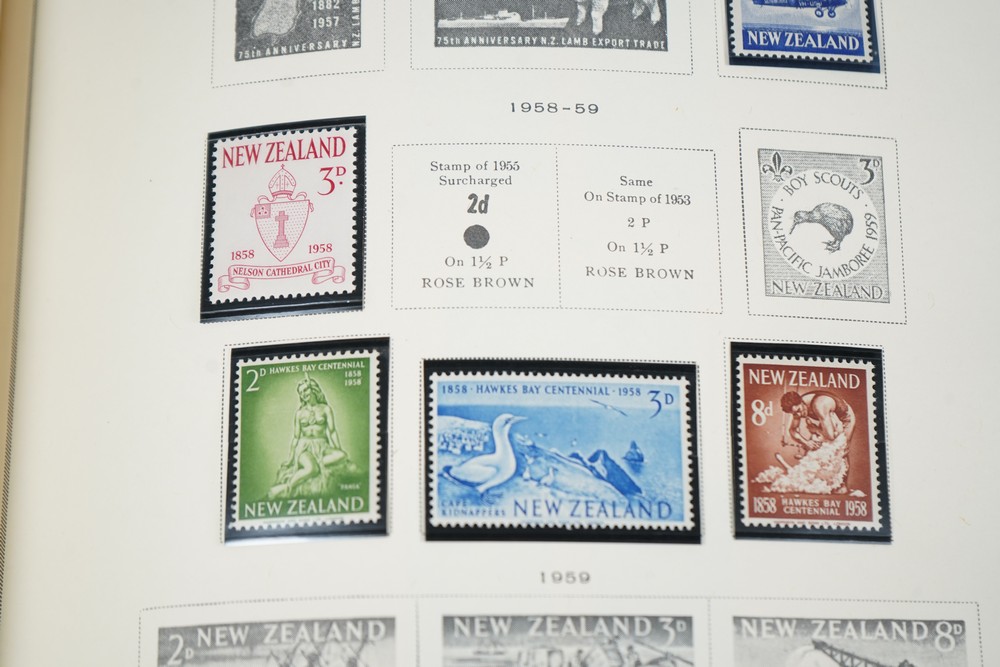 1882
1957
75th ANNIVERSARY N.Z. LAMB
75th ANNIVERSARY N.Z. LAMB EXPORT TRADE
NEW ZEALAND
1958-59
NEW ZEALAND
3D.
1858 1958
NELSON CATHEDRAL CITY
Stamp of 1955
Surcharged
2d
On 1½ P
ROSE BROWN
Same
On Stamp of 1953
2 P
On 1½ P
ROSE BROWN
3D
BOY SCOUTS
PAN-PACIFIC JAMBOREE 1959
NEW ZEALAND
2D HAWKES BAY CENTENNIAL
1858
1958
"PANIA"
NEW ZEALAND
1858 · HAWKES BAY CENTENNIAL · 1958
3D
CAPE
KIDNAPPERS
NEW ZEALAND
NEW ZEALAND
8d
1858 HAWKES BAY CENTENNIAL 1958
1959
2D NEW ZEALAND
NEW ZEALAND 3D
NEW ZEALAND 8D